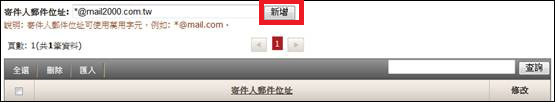 寄件人郵件位址: *@mail2000.com.tw 新增
說明: 寄件人郵件位址可使用萬用字元，例如: *@mail.com。
頁數: 1(共1筆資料) 1
全選 刪除 匯入 查詢
寄件人郵件位址 修改